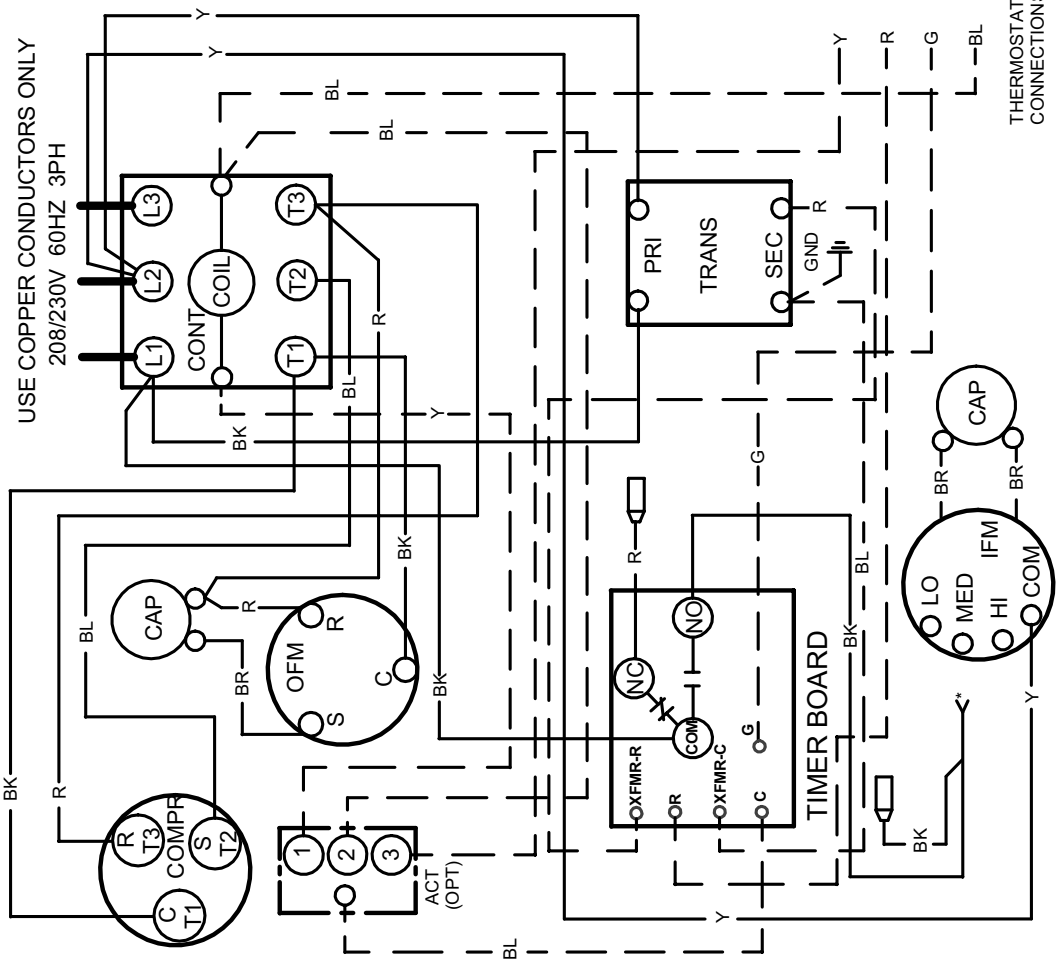 USE COPPER CONDUCTORS ONLY
208/230V 60HZ 3PH
L1
L2
L3
CONT
COIL
T1
T2
T3
Y
Y
BL
BL
Y
R
G
BL
THERMOSTAT
CONNECTIONS
BK
Y
BL
R
BK
R
BL
BK
CAP
R
BR
OFM
R
S
C
BK
COMPR
C
T1
R
T3
S
T2
1
2
3
ACT
(OPT)
BL
Y
PRI
TRANS
SEC
R
GND
G
R
NC
NO
COM
XFMR-R
R
XFMR-C
C
G
TIMER BOARD
BK
BL
BK
*
Y
CAP
BR
BR
IFM
LO
MED
HI
COM